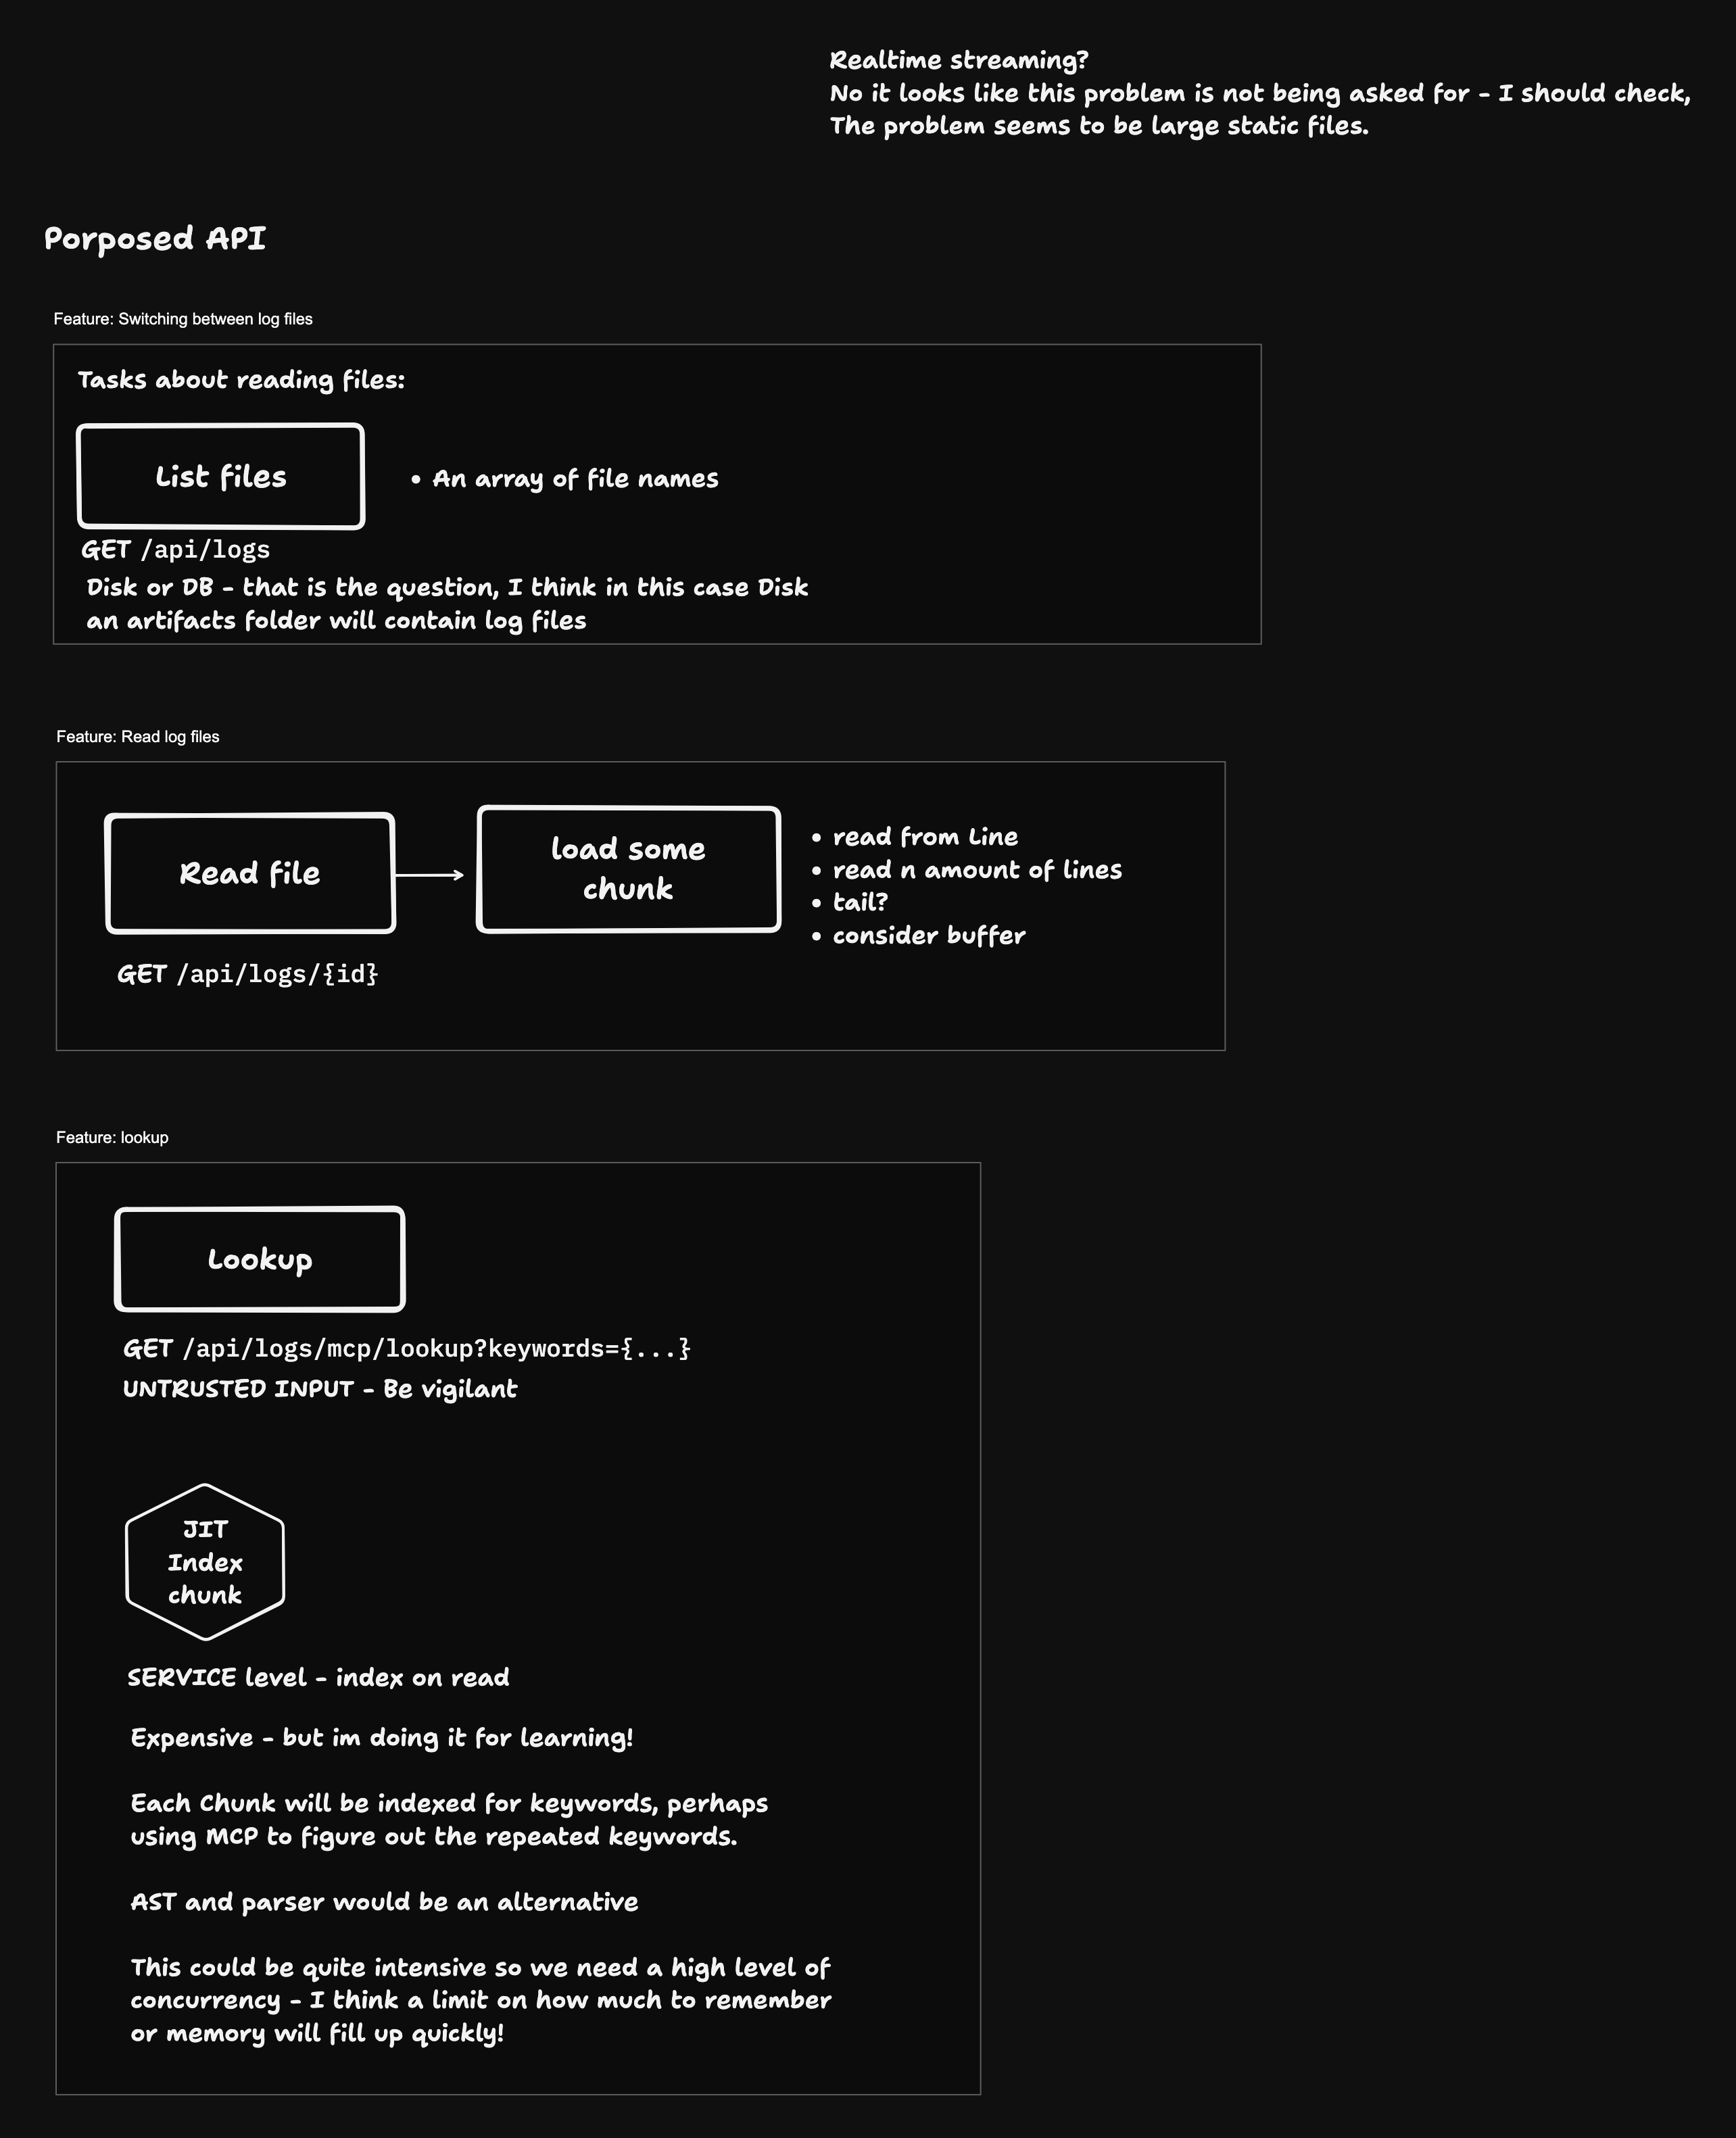 Realtime streaming?
No it looks like this problem is not being asked for - I should check,
The problem seems to be large static files.
Porposed API
Feature: Switching between log files
Tasks about reading files:
List files
• An array of file names
GET /api/logs
Disk or DB - that is the question, I think in this case Disk
an artifacts folder will contain log files
Feature: Read log files
Read file
load some
chunk
• read from Line
• read n amount of lines
• tail?
• consider buffer
GET /api/logs/{id}
Feature: lookup
Lookup
GET /api/logs/mcp/lookup?keywords={...}
UNTRUSTED INPUT - Be vigilant
JIT
Index
chunk
SERVICE level - index on read
Expensive - but im doing it for learning!
Each Chunk will be indexed for keywords, perhaps
using MCP to figure out the repeated keywords.
AST and parser would be an alternative
This could be quite intensive so we need a high level of
concurrency - I think a limit on how much to remember
or memory will fill up quickly!